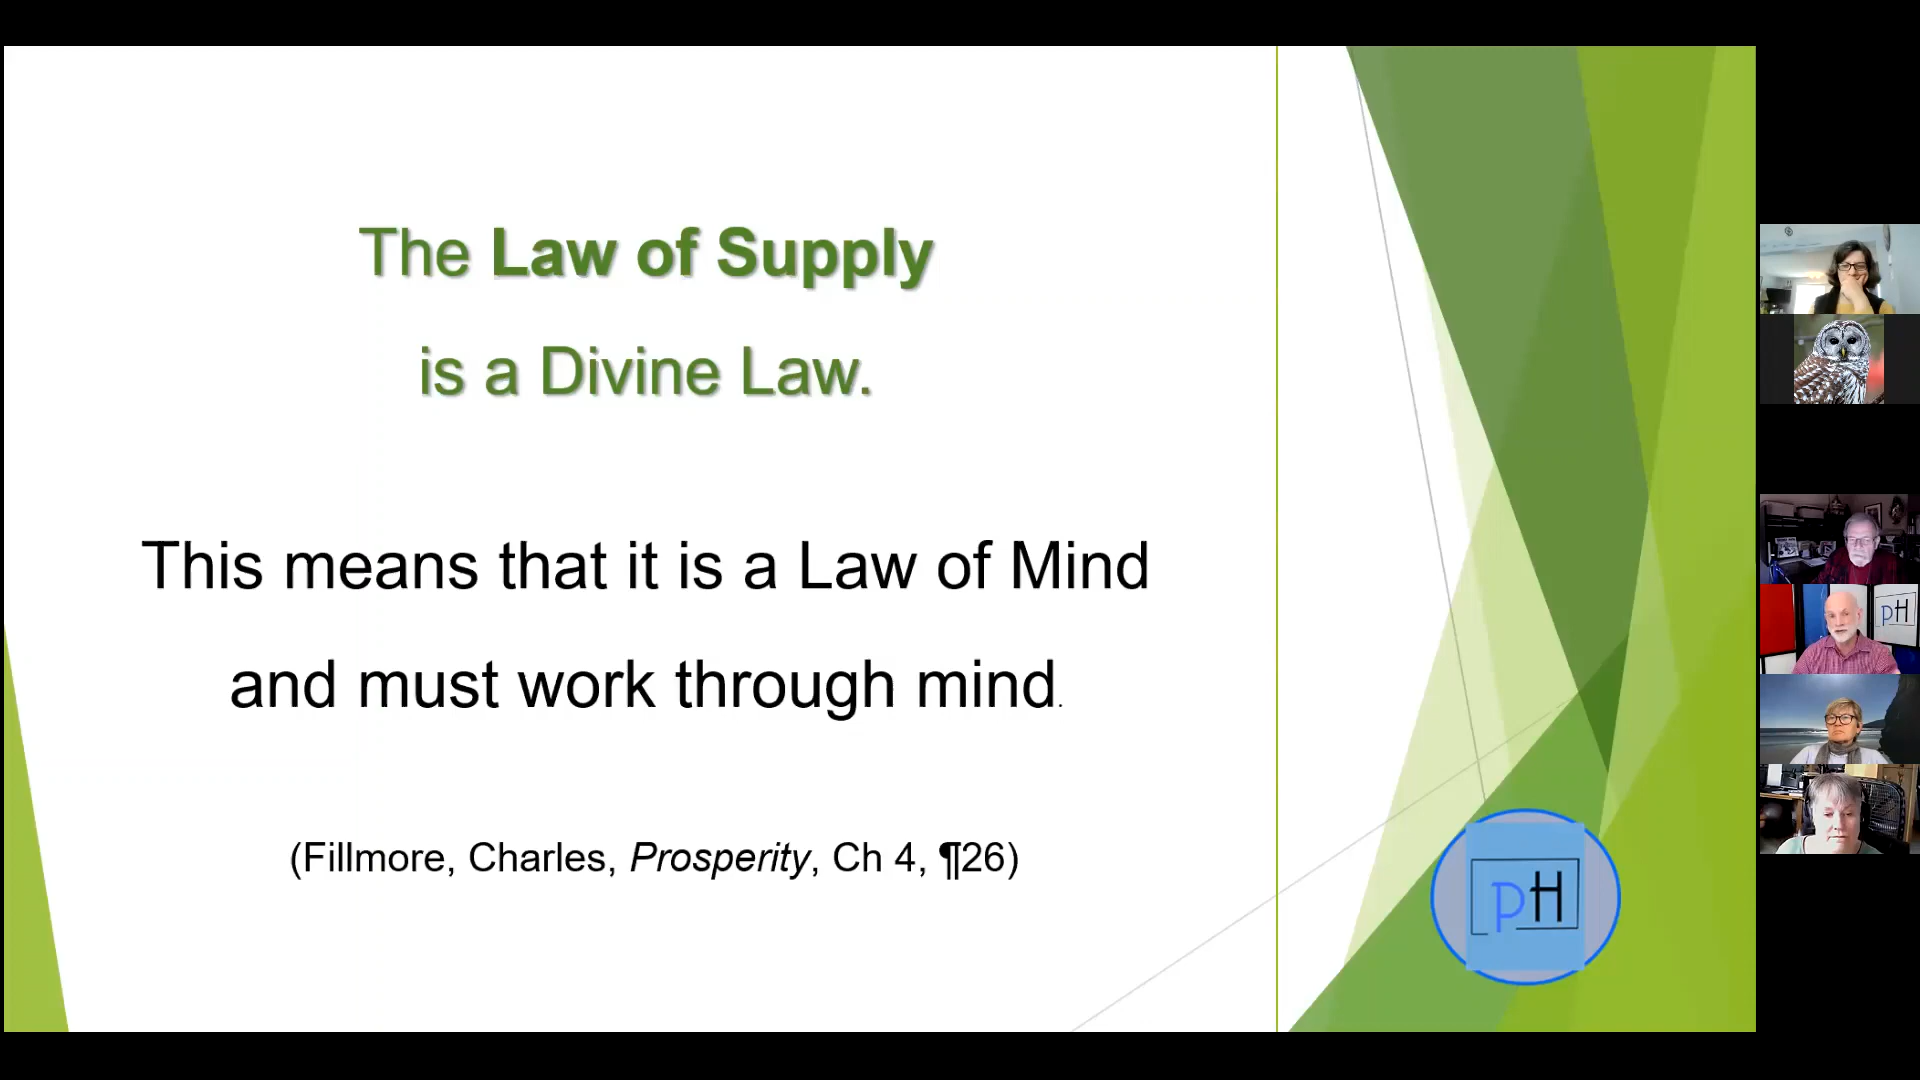 The Law of Supply
is a Divine Law.
This means that it is a Law of Mind
and must work through mind.
(Fillmore, Charles, Prosperity, Ch 4, ¶26)
pH
pH